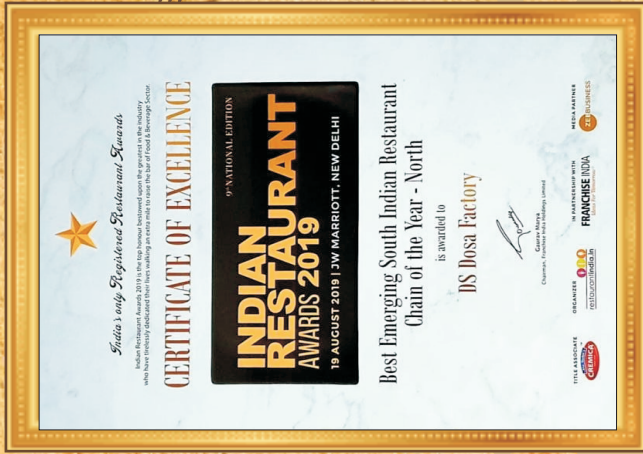 India's only Registered Restaurant Awards
Indian Restaurant Awards 2019 is the top honour bestowed upon the greatest in the industry
who have tirelessly dedicated their lives walking an extra mile to raise the bar of Food & Beverage Sector.
CERTIFICATE OF EXCELLENCE
9th NATIONAL EDITION
INDIAN
RESTAURANT
AWARDS 2019
19 AUGUST 2019 | JW MARRIOTT, NEW DELHI
Best Emerging South Indian Restaurant
Chain of the Year - North
is awarded to
DS Dosa Factory
Gaurav Marya
Chairman, Franchise India Holdings Limited
TITLE ASSOCIATE
CREMICA
ORGANIZER
restaurantindia.in
IN PARTNERSHIP WITH
FRANCHISE INDIA
MEDIA PARTNER
ZEE BUSINESS